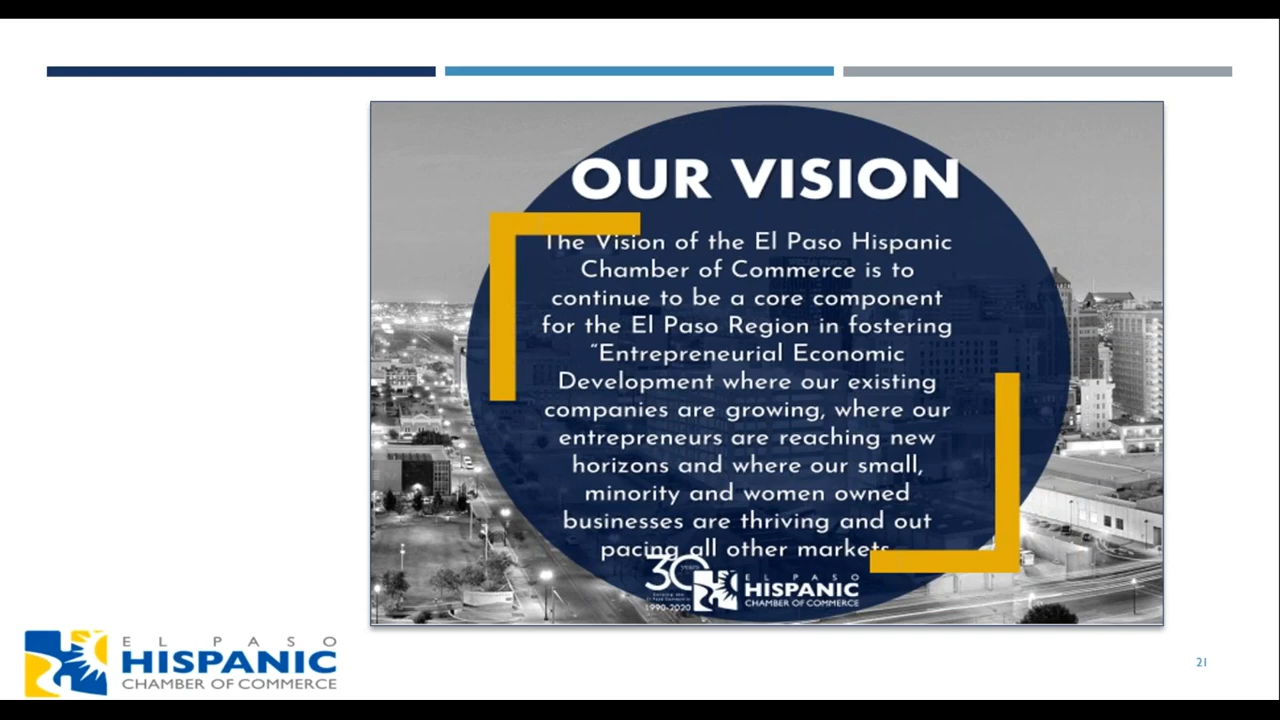 OUR VISION
The Vision of the El Paso Hispanic
Chamber of Commerce is to
continue to be a core component
for the El Paso Region in fostering
“Entrepreneurial Economic
Development where our existing
companies are growing, where our
entrepreneurs are reaching new
horizons and where our small,
minority and women owned
businesses are thriving and out
pacing all other markets
30 years
1990-2020
EL PASO
HISPANIC
CHAMBER OF COMMERCE
EL PASO
HISPANIC
CHAMBER OF COMMERCE
21